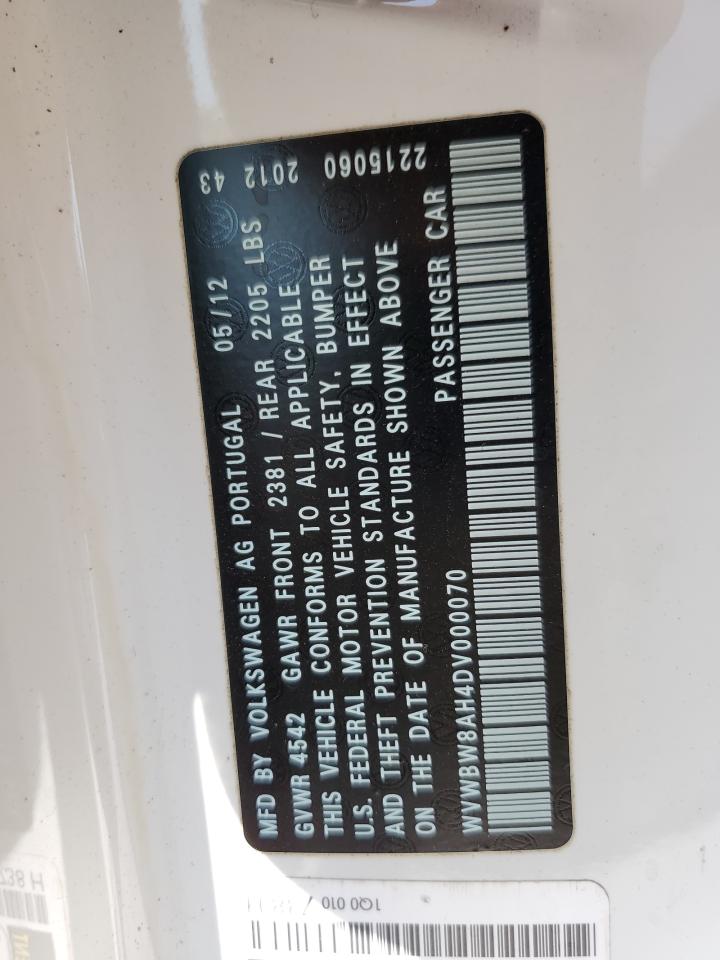 MFD BY VOLKSWAGEN AG PORTUGAL 05/12
GVWR 4542 GAWR FRONT 2381 / REAR 2205 LBS
THIS VEHICLE CONFORMS TO ALL APPLICABLE
U.S. FEDERAL MOTOR VEHICLE SAFETY, BUMPER
AND THEFT PREVENTION STANDARDS IN EFFECT
ON THE DATE OF MANUFACTURE SHOWN ABOVE
WVWBW8AH4DV000070 PASSENGER CAR
43
2012
2215060
1Q0 010
738 H